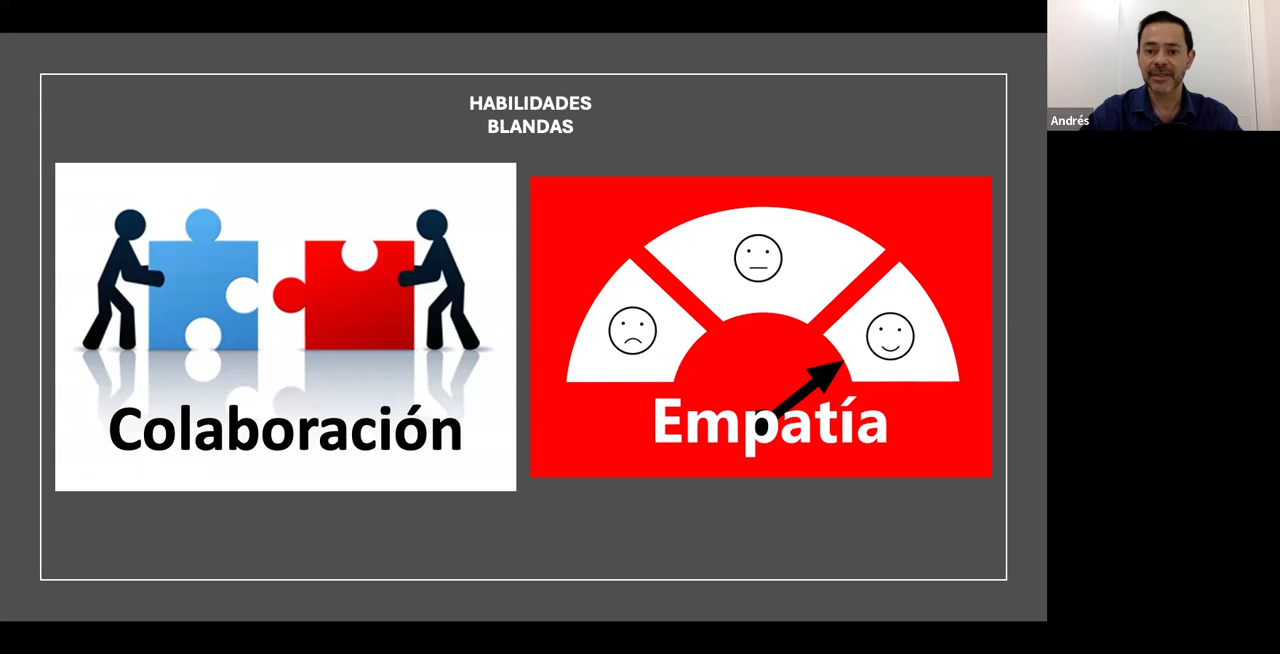 HABILIDADES
BLANDAS
Colaboración
Empatía
Andrés